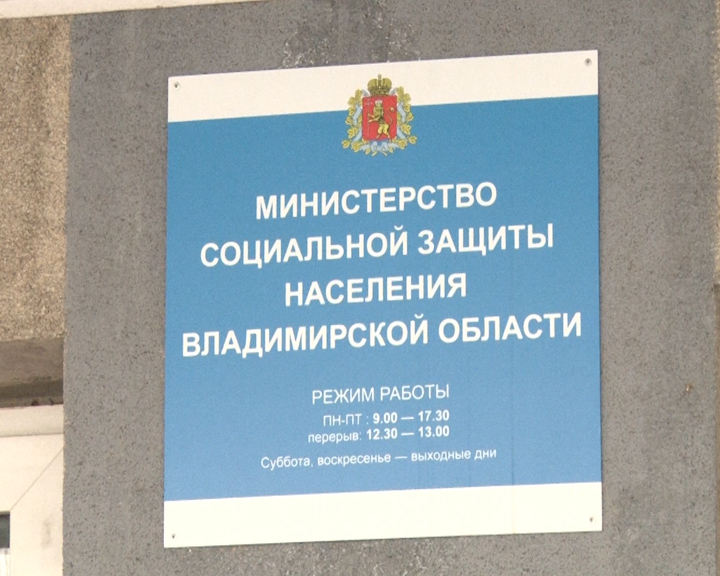 МИНИСТЕРСТВО
СОЦИАЛЬНОЙ ЗАЩИТЫ
НАСЕЛЕНИЯ
ВЛАДИМИРСКОЙ ОБЛАСТИ
РЕЖИМ РАБОТЫ
ПН-ПТ : 9.00 — 17.30
перерыв: 12.30 — 13.00
Суббота, воскресенье — выходные дни